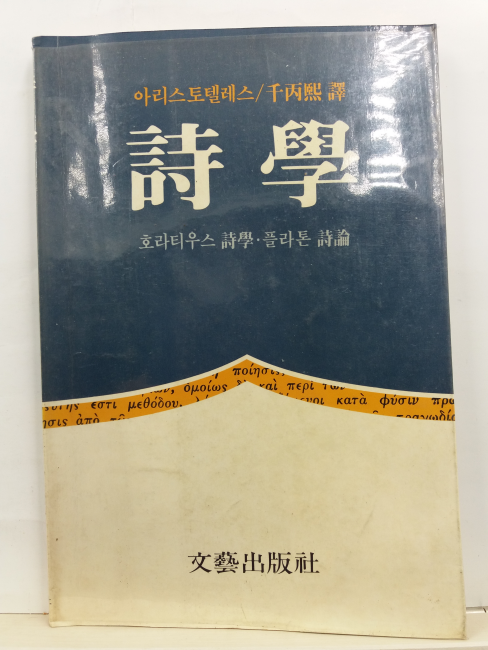 아리스토텔레스/千丙熙 譯
詩學
호라티우스 詩學·플라톤 詩論
ποίησις,
ὁμοίως δὲ καὶ περὶ τῶν
ἐστι μεθόδου. κατὰ φύσιν
ἀπὸ
文藝出版社